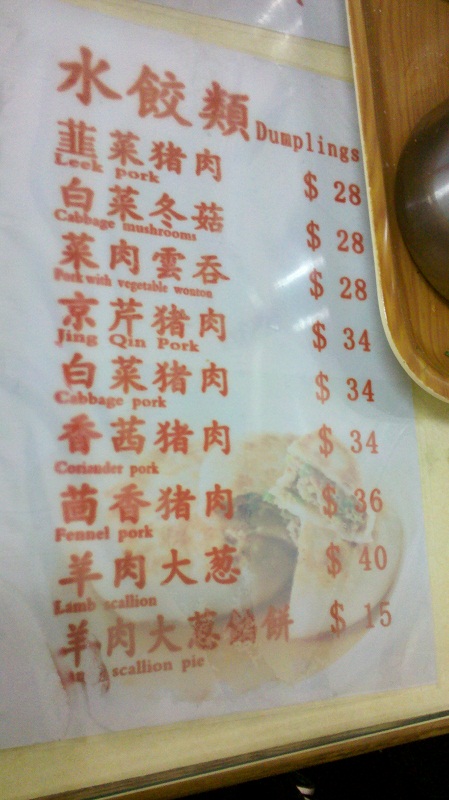 水餃類 Dumplings
韮菜猪肉 $ 28
Leek pork
白菜冬菇 $ 28
Cabbage mushrooms
菜肉雲吞 $ 28
Pork with vegetable wonton
京芹猪肉 $ 34
Jing Qin Pork
白菜猪肉 $ 34
Cabbage pork
香茜猪肉 $ 34
Coriander pork
茴香猪肉 $ 36
Fennel pork
羊肉大葱 $ 40
Lamb scallion
羊肉大葱餡餅 $ 15
scallion pie